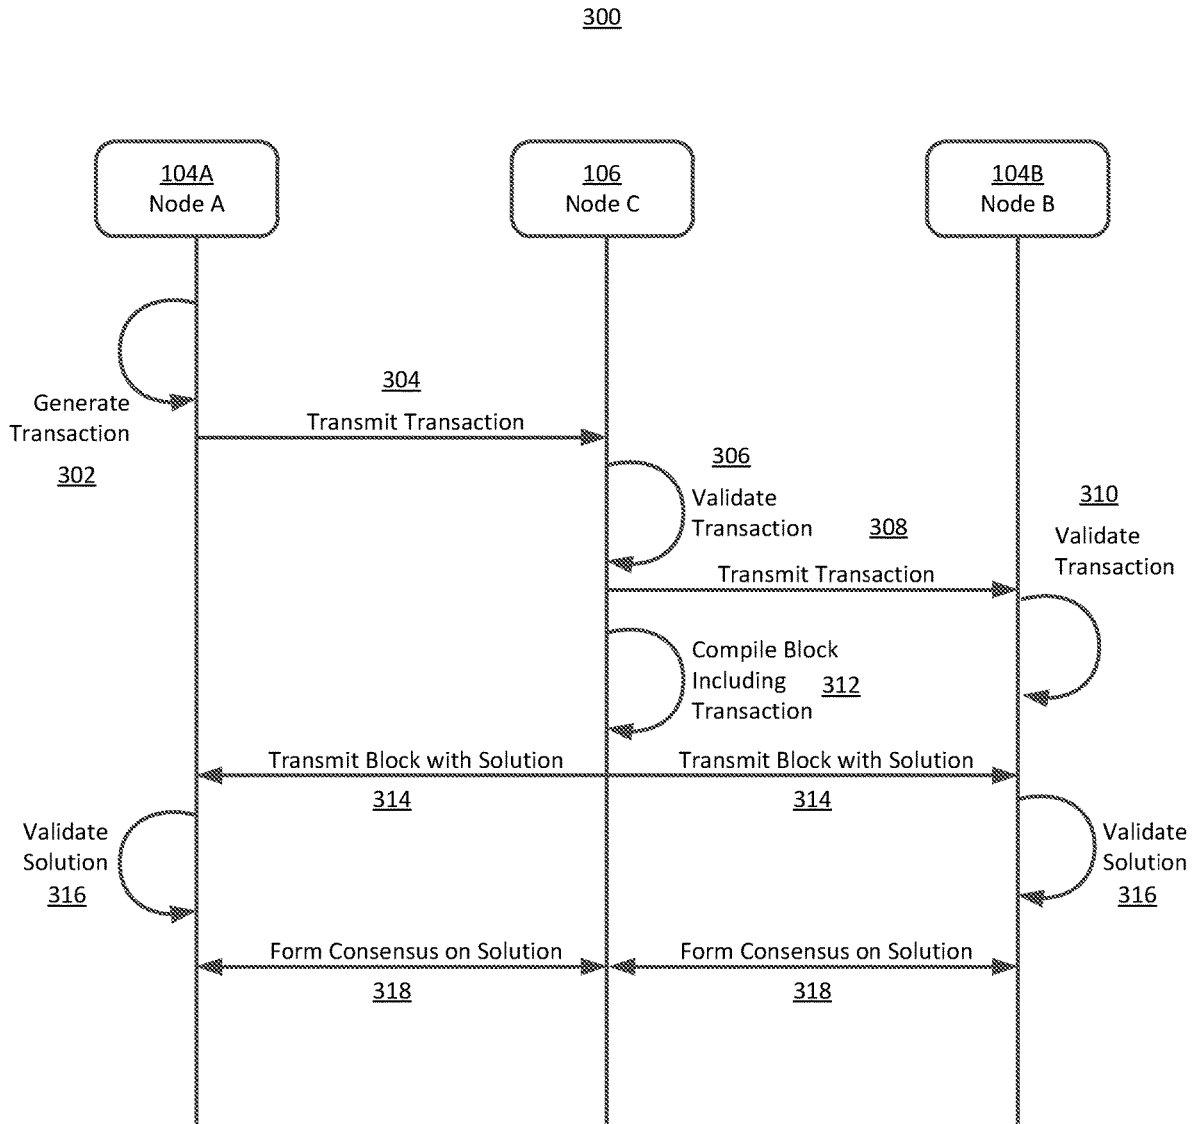 300
104A
Node A
106
Node C
104B
Node B
Generate
Transaction
302
304
Transmit Transaction
306
Validate
Transaction
308
Transmit Transaction
310
Validate
Transaction
Compile Block
Including
Transaction
312
Transmit Block with Solution
314
Transmit Block with Solution
314
Validate
Solution
316
Validate
Solution
316
Form Consensus on Solution
318
Form Consensus on Solution
318